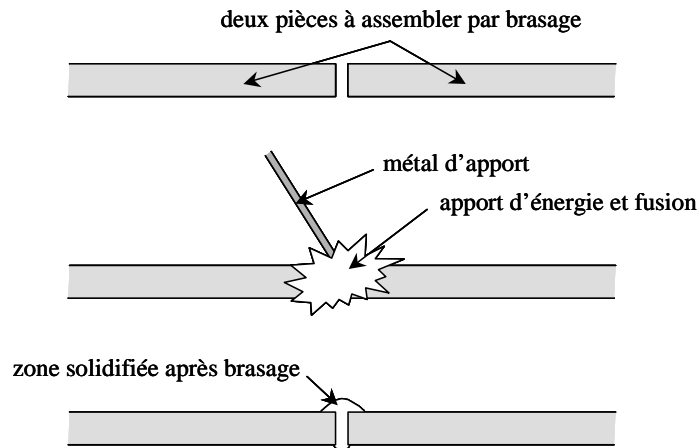 deux pièces à assembler par brasage
métal d'apport
apport d'énergie et fusion
zone solidifiée après brasage